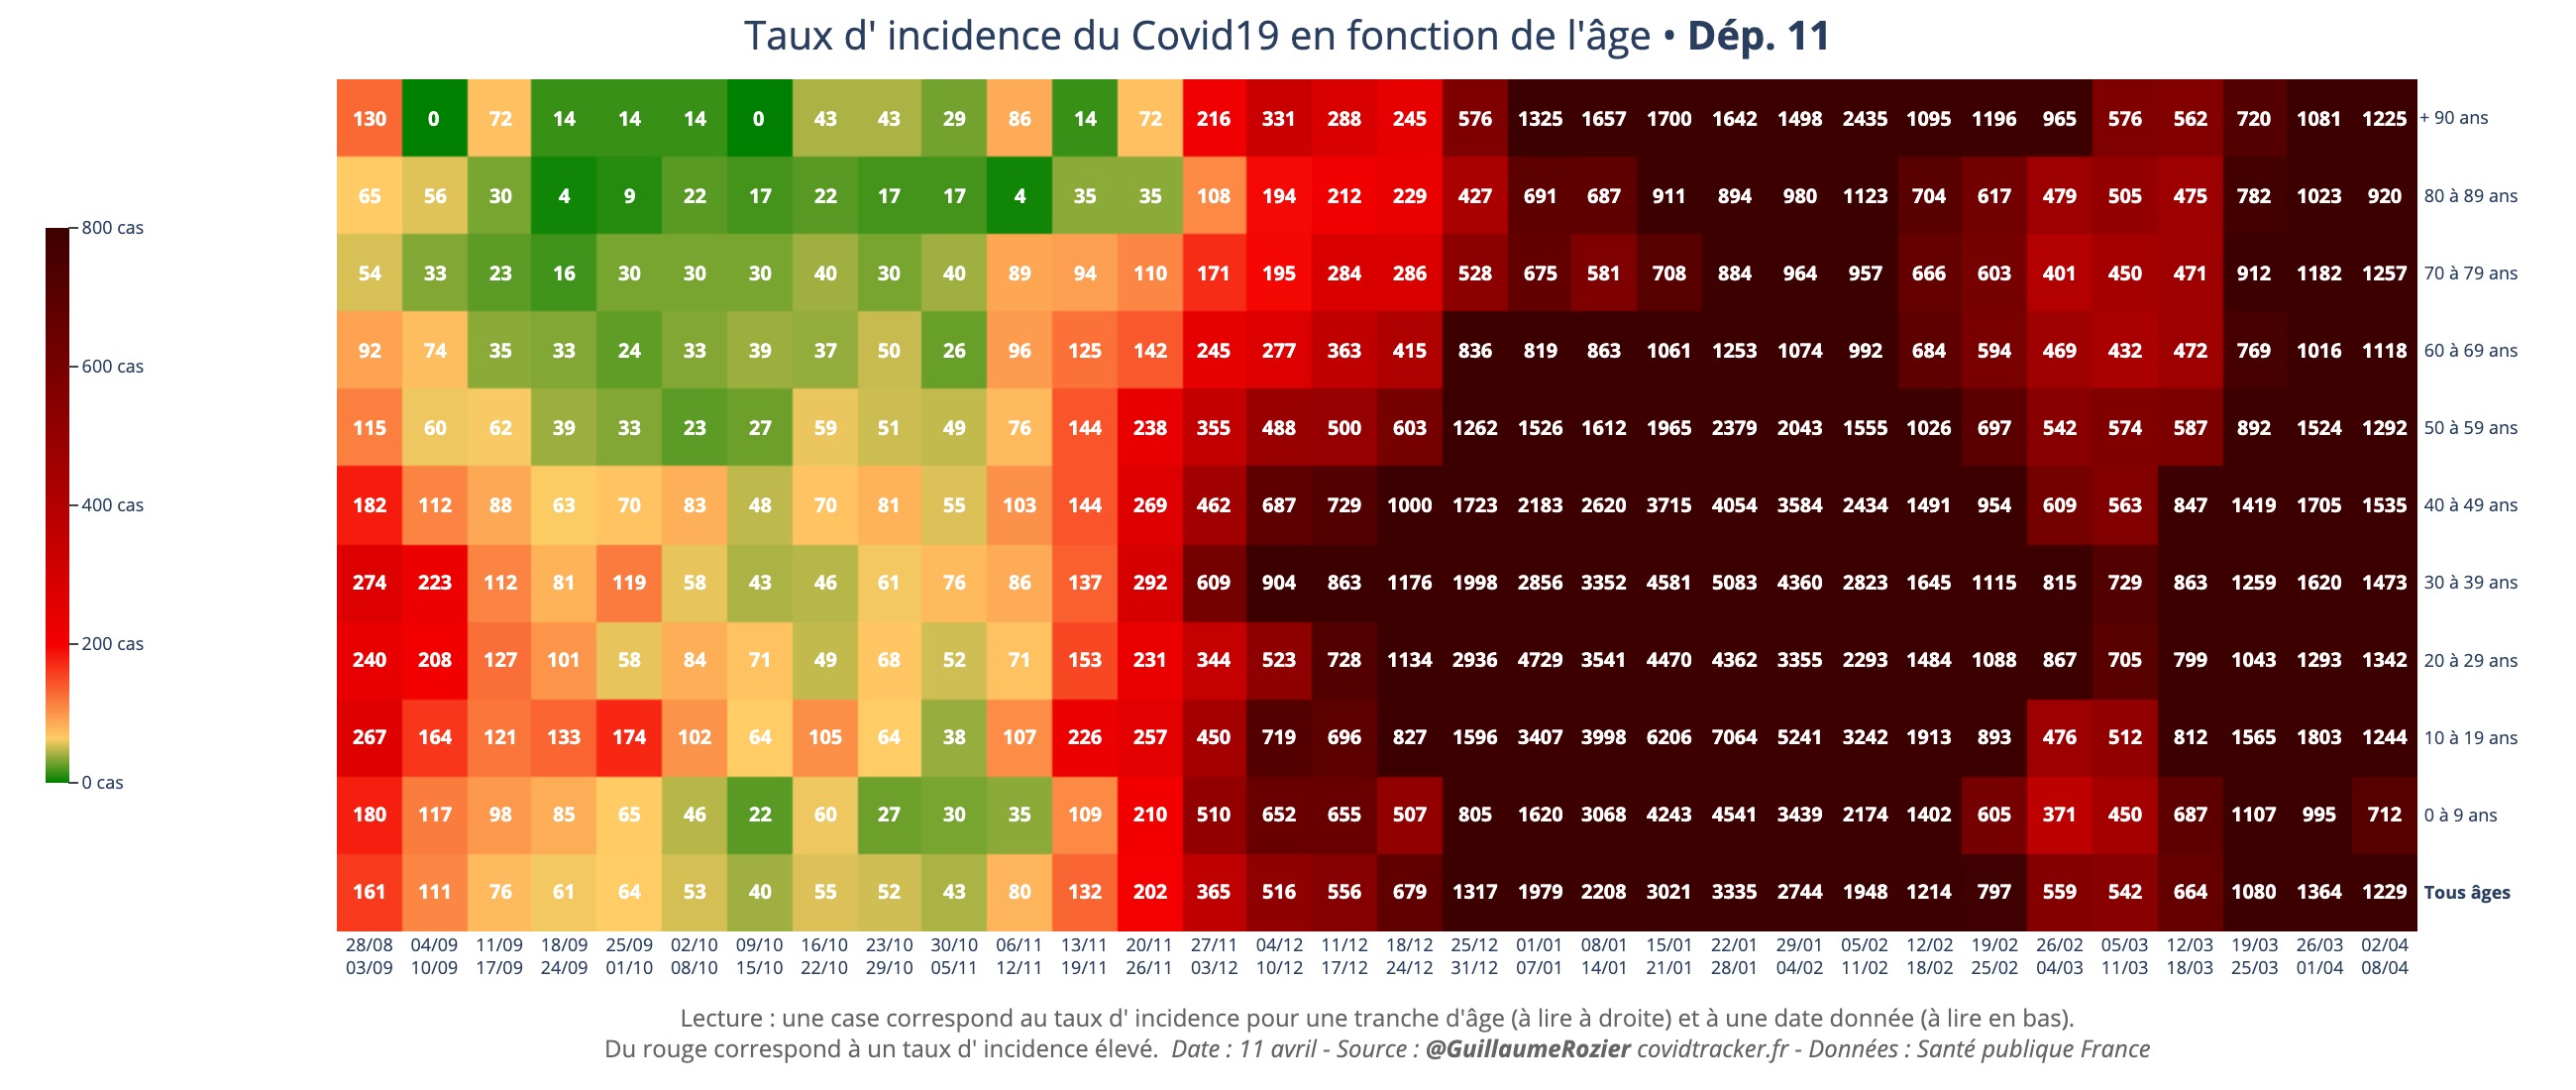 Taux d' incidence du Covid19 en fonction de l'âge • Dép. 11
800 cas
600 cas
400 cas
200 cas
0 cas
130 0 72 14 14 14 0 43 43 29 86 14 72 216 331 288 245 576 1325 1657 1700 1642 1498 2435 1095 1196 965 576 562 720 1081 1225 + 90 ans
65 56 30 4 9 22 17 22 17 17 4 35 35 108 194 212 229 427 691 687 911 894 980 1123 704 617 479 505 475 782 1023 920 80 à 89 ans
54 33 23 16 30 30 30 40 30 40 89 94 110 171 195 284 286 528 675 581 708 884 964 957 666 603 401 450 471 912 1182 1257 70 à 79 ans
92 74 35 33 24 33 39 37 50 26 96 125 142 245 277 363 415 836 819 863 1061 1253 1074 992 684 594 469 432 472 769 1016 1118 60 à 69 ans
115 60 62 39 33 23 27 59 51 49 76 144 238 355 488 500 603 1262 1526 1612 1965 2379 2043 1555 1026 697 542 574 587 892 1524 1292 50 à 59 ans
182 112 88 63 70 83 48 70 81 55 103 144 269 462 687 729 1000 1723 2183 2620 3715 4054 3584 2434 1491 954 609 563 847 1419 1705 1535 40 à 49 ans
274 223 112 81 119 58 43 46 61 76 86 137 292 609 904 863 1176 1998 2856 3352 4581 5083 4360 2823 1645 1115 815 729 863 1259 1620 1473 30 à 39 ans
240 208 127 101 58 84 71 49 68 52 71 153 231 344 523 728 1134 2936 4729 3541 4470 4362 3355 2293 1484 1088 867 705 799 1043 1293 1342 20 à 29 ans
267 164 121 133 174 102 64 105 64 38 107 226 257 450 719 696 827 1596 3407 3998 6206 7064 5241 3242 1913 893 476 512 812 1565 1803 1244 10 à 19 ans
180 117 98 85 65 46 22 60 27 30 35 109 210 510 652 655 507 805 1620 3068 4243 4541 3439 2174 1402 605 371 450 687 1107 995 712 0 à 9 ans
161 111 76 61 64 53 40 55 52 43 80 132 202 365 516 556 679 1317 1979 2208 3021 3335 2744 1948 1214 797 559 542 664 1080 1364 1229 Tous âges
28/08 04/09 11/09 18/09 25/09 02/10 09/10 16/10 23/10 30/10 06/11 13/11 20/11 27/11 04/12 11/12 18/12 25/12 01/01 08/01 15/01 22/01 29/01 05/02 12/02 19/02 26/02 05/03 12/03 19/03 26/03 02/04
03/09 10/09 17/09 24/09 01/10 08/10 15/10 22/10 29/10 05/11 12/11 19/11 26/11 03/12 10/12 17/12 24/12 31/12 07/01 14/01 21/01 28/01 04/02 11/02 18/02 25/02 04/03 11/03 18/03 25/03 01/04 08/04
Lecture : une case correspond au taux d' incidence pour une tranche d'âge (à lire à droite) et à une date donnée (à lire en bas).
Du rouge correspond à un taux d' incidence élevé. Date : 11 avril - Source : @GuillaumeRozier covidtracker.fr - Données : Santé publique France